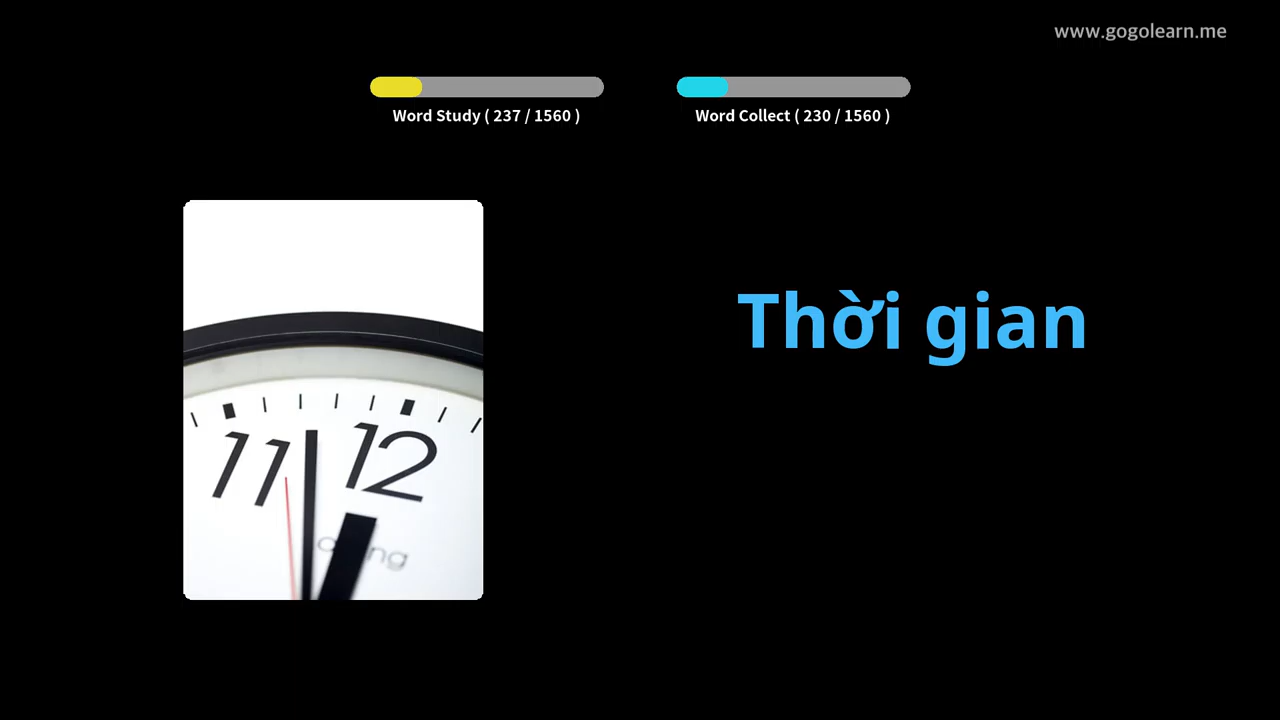 www.gogolearn.me
Word Study ( 237 / 1560 )
Word Collect ( 230 / 1560 )
Thời gian
11
12